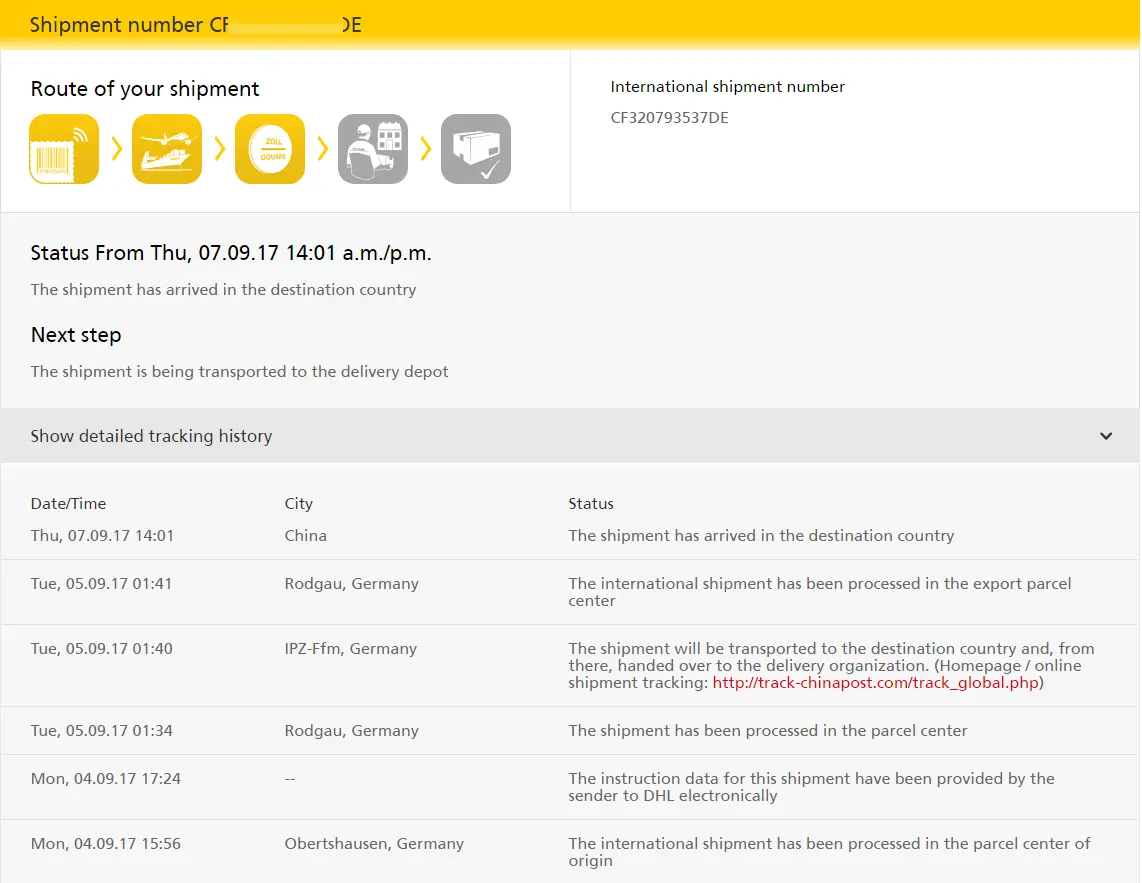 Shipment number CF DE
Route of your shipment
ZOLL
DOUANE
International shipment number
CF320793537DE
Status From Thu, 07.09.17 14:01 a.m./p.m.
The shipment has arrived in the destination country
Next step
The shipment is being transported to the delivery depot
Show detailed tracking history
Date/Time City Status
Thu, 07.09.17 14:01 China The shipment has arrived in the destination country
Tue, 05.09.17 01:41 Rodgau, Germany The international shipment has been processed in the export parcel
center
Tue, 05.09.17 01:40 IPZ-Ffm, Germany The shipment will be transported to the destination country and, from
there, handed over to the delivery organization. (Homepage / online
shipment tracking: http://track-chinapost.com/track_global.php)
Tue, 05.09.17 01:34 Rodgau, Germany The shipment has been processed in the parcel center
Mon, 04.09.17 17:24 -- The instruction data for this shipment have been provided by the
sender to DHL electronically
Mon, 04.09.17 15:56 Obertshausen, Germany The international shipment has been processed in the parcel center of
origin